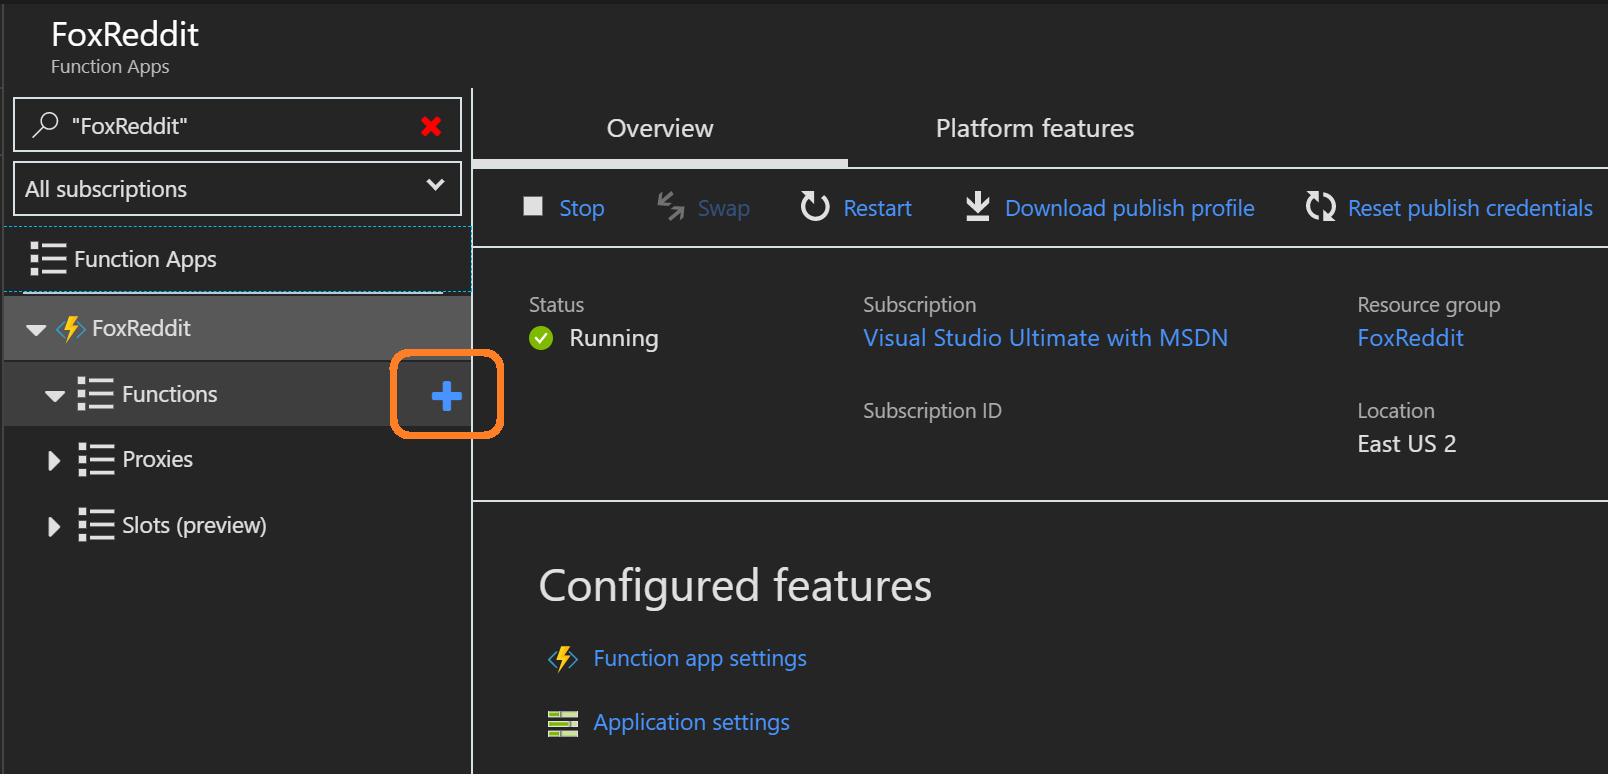 FoxReddit
Function Apps
"FoxReddit"
All subscriptions
Function Apps
FoxReddit
Functions
Proxies
Slots (preview)
Overview Platform features
Stop Swap Restart Download publish profile Reset publish credentials
Status Subscription Resource group
Running Visual Studio Ultimate with MSDN FoxReddit
Subscription ID Location
East US 2
Configured features
Function app settings
Application settings